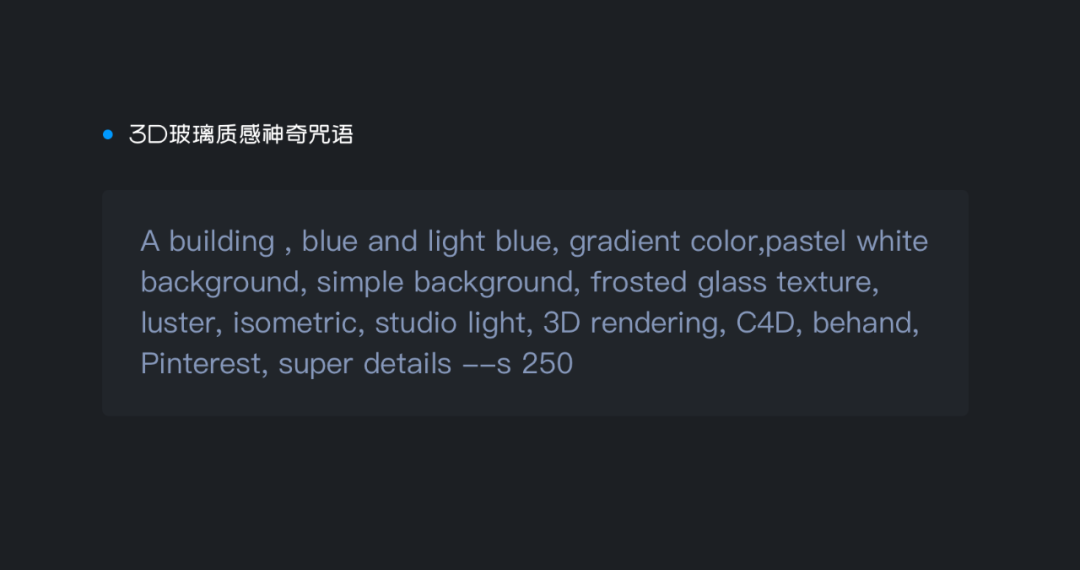 3D玻璃质感神奇咒语
A building , blue and light blue, gradient color,pastel white
background, simple background, frosted glass texture,
luster, isometric, studio light, 3D rendering, C4D, behand,
Pinterest, super details --s 250